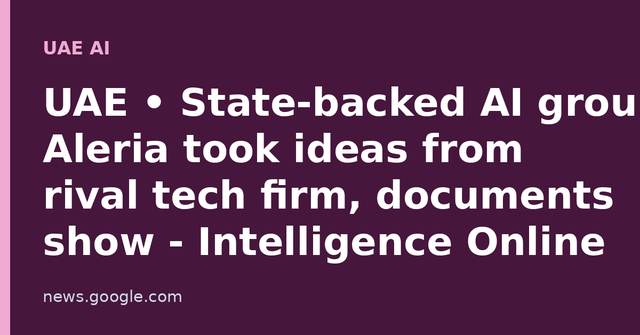 UAE AI
UAE • State-backed AI grou
Aleria took ideas from
rival tech firm, documents
show - Intelligence Online
news.google.com